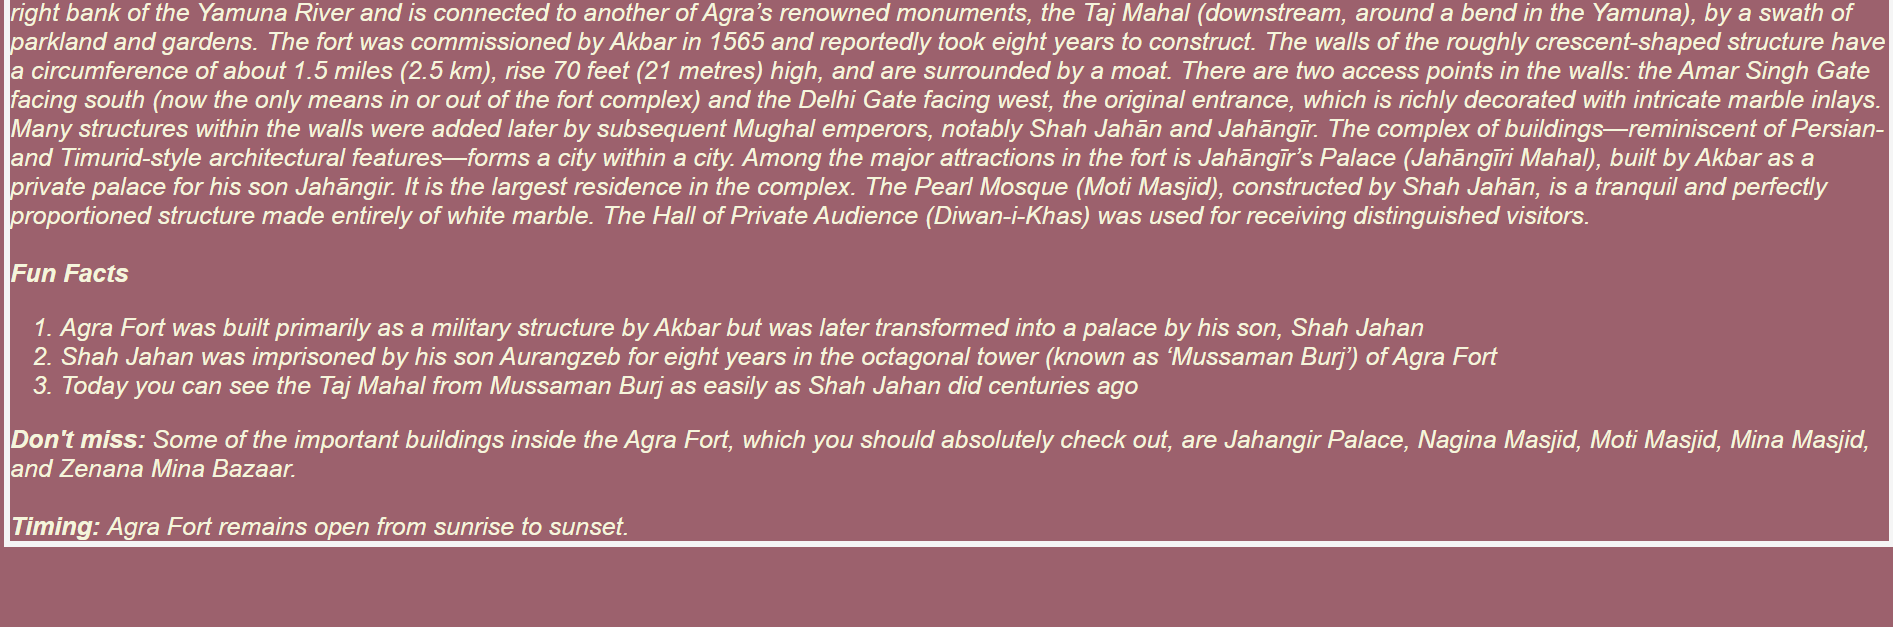 right bank of the Yamuna River and is connected to another of Agra’s renowned monuments, the Taj Mahal (downstream, around a bend in the Yamuna), by a swath of
parkland and gardens. The fort was commissioned by Akbar in 1565 and reportedly took eight years to construct. The walls of the roughly crescent-shaped structure have
a circumference of about 1.5 miles (2.5 km), rise 70 feet (21 metres) high, and are surrounded by a moat. There are two access points in the walls: the Amar Singh Gate
facing south (now the only means in or out of the fort complex) and the Delhi Gate facing west, the original entrance, which is richly decorated with intricate marble inlays.
Many structures within the walls were added later by subsequent Mughal emperors, notably Shah Jahān and Jahāngīr. The complex of buildings—reminiscent of Persian-
and Timurid-style architectural features—forms a city within a city. Among the major attractions in the fort is Jahāngīr’s Palace (Jahāngīri Mahal), built by Akbar as a
private palace for his son Jahāngir. It is the largest residence in the complex. The Pearl Mosque (Moti Masjid), constructed by Shah Jahān, is a tranquil and perfectly
proportioned structure made entirely of white marble. The Hall of Private Audience (Diwan-i-Khas) was used for receiving distinguished visitors.
Fun Facts
1. Agra Fort was built primarily as a military structure by Akbar but was later transformed into a palace by his son, Shah Jahan
2. Shah Jahan was imprisoned by his son Aurangzeb for eight years in the octagonal tower (known as ‘Mussaman Burj’) of Agra Fort
3. Today you can see the Taj Mahal from Mussaman Burj as easily as Shah Jahan did centuries ago
Don't miss: Some of the important buildings inside the Agra Fort, which you should absolutely check out, are Jahangir Palace, Nagina Masjid, Moti Masjid, Mina Masjid,
and Zenana Mina Bazaar.
Timing: Agra Fort remains open from sunrise to sunset.